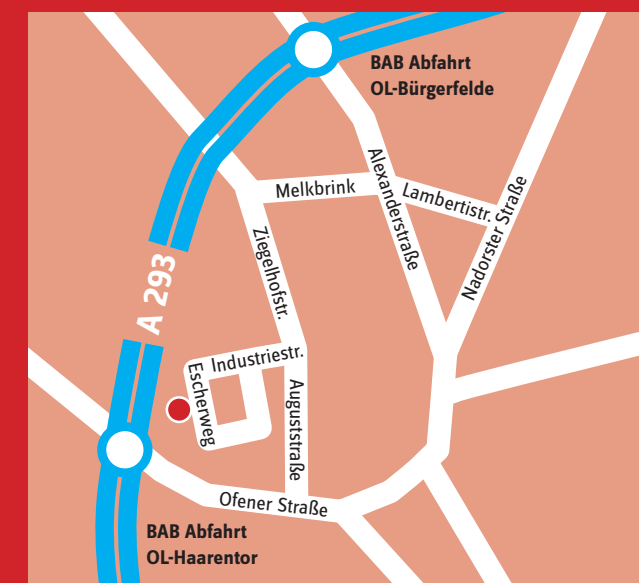 BAB Abfahrt
OL-Bürgerfelde
Melkbrink
Alexanderstraße
Lambertistr.
Nadorster Straße
Ziegelhofstr.
A 293
Industriestr.
Escherweg
Auguststraße
Ofener Straße
BAB Abfahrt
OL-Haarentor